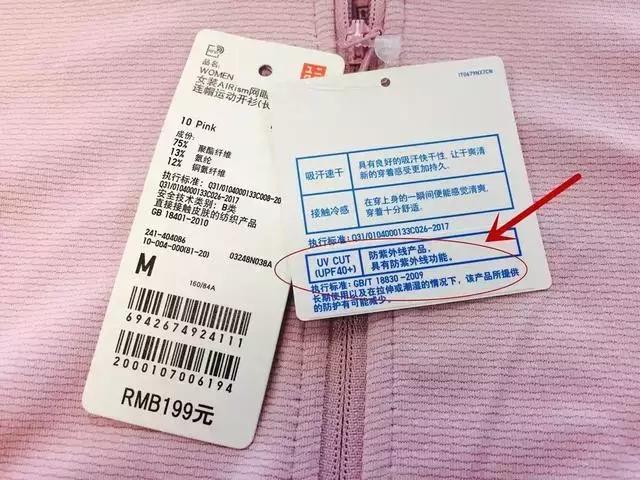 品名:
WOMEN
女装AIRism网眼
连帽运动开衫(长
10 Pink
成份:
75% 聚酯纤维
13% 氨纶
12% 铜氨纤维
执行标准:Q31/0104000133C008-20
Q31/0104000133C026-2017
安全技术类别: B类
直接接触皮肤的纺织产品
GB 18401-2010
241-404086
10-004-000(81-20) 03248N038A
M
160/84A
6942674924111
2000107006194
RMB199元
IT0679NX7CN
吸汗速干
具有良好的吸汗快干性, 让干爽清
新的穿着感受更加持久.
接触冷感
在穿上身的一瞬间便能感觉清爽,
穿着十分舒适.
执行标准: Q31/0104000133C026-2017
UV CUT
(UPF40+)
防紫外线产品,
具有防紫外线功能。
执行标准: GB/T 18830-2009
长期使用以及在拉伸或潮湿的情况下, 该产品所提供
的防护有可能减少.